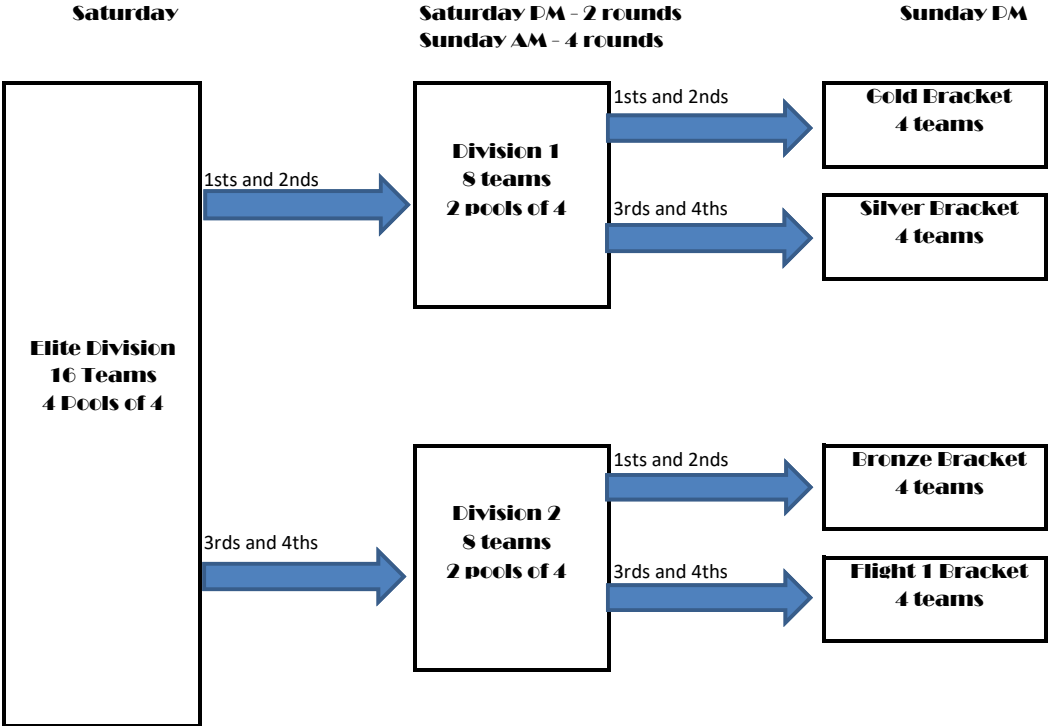 Saturday
Saturday PM - 2 rounds
Sunday AM - 4 rounds
Sunday PM
Elite Division
16 Teams
4 Pools of 4
1sts and 2nds
3rds and 4ths
Division 1
8 teams
2 pools of 4
1sts and 2nds
3rds and 4ths
Gold Bracket
4 teams
Silver Bracket
4 teams
Division 2
8 teams
2 pools of 4
1sts and 2nds
3rds and 4ths
Bronze Bracket
4 teams
Flight 1 Bracket
4 teams